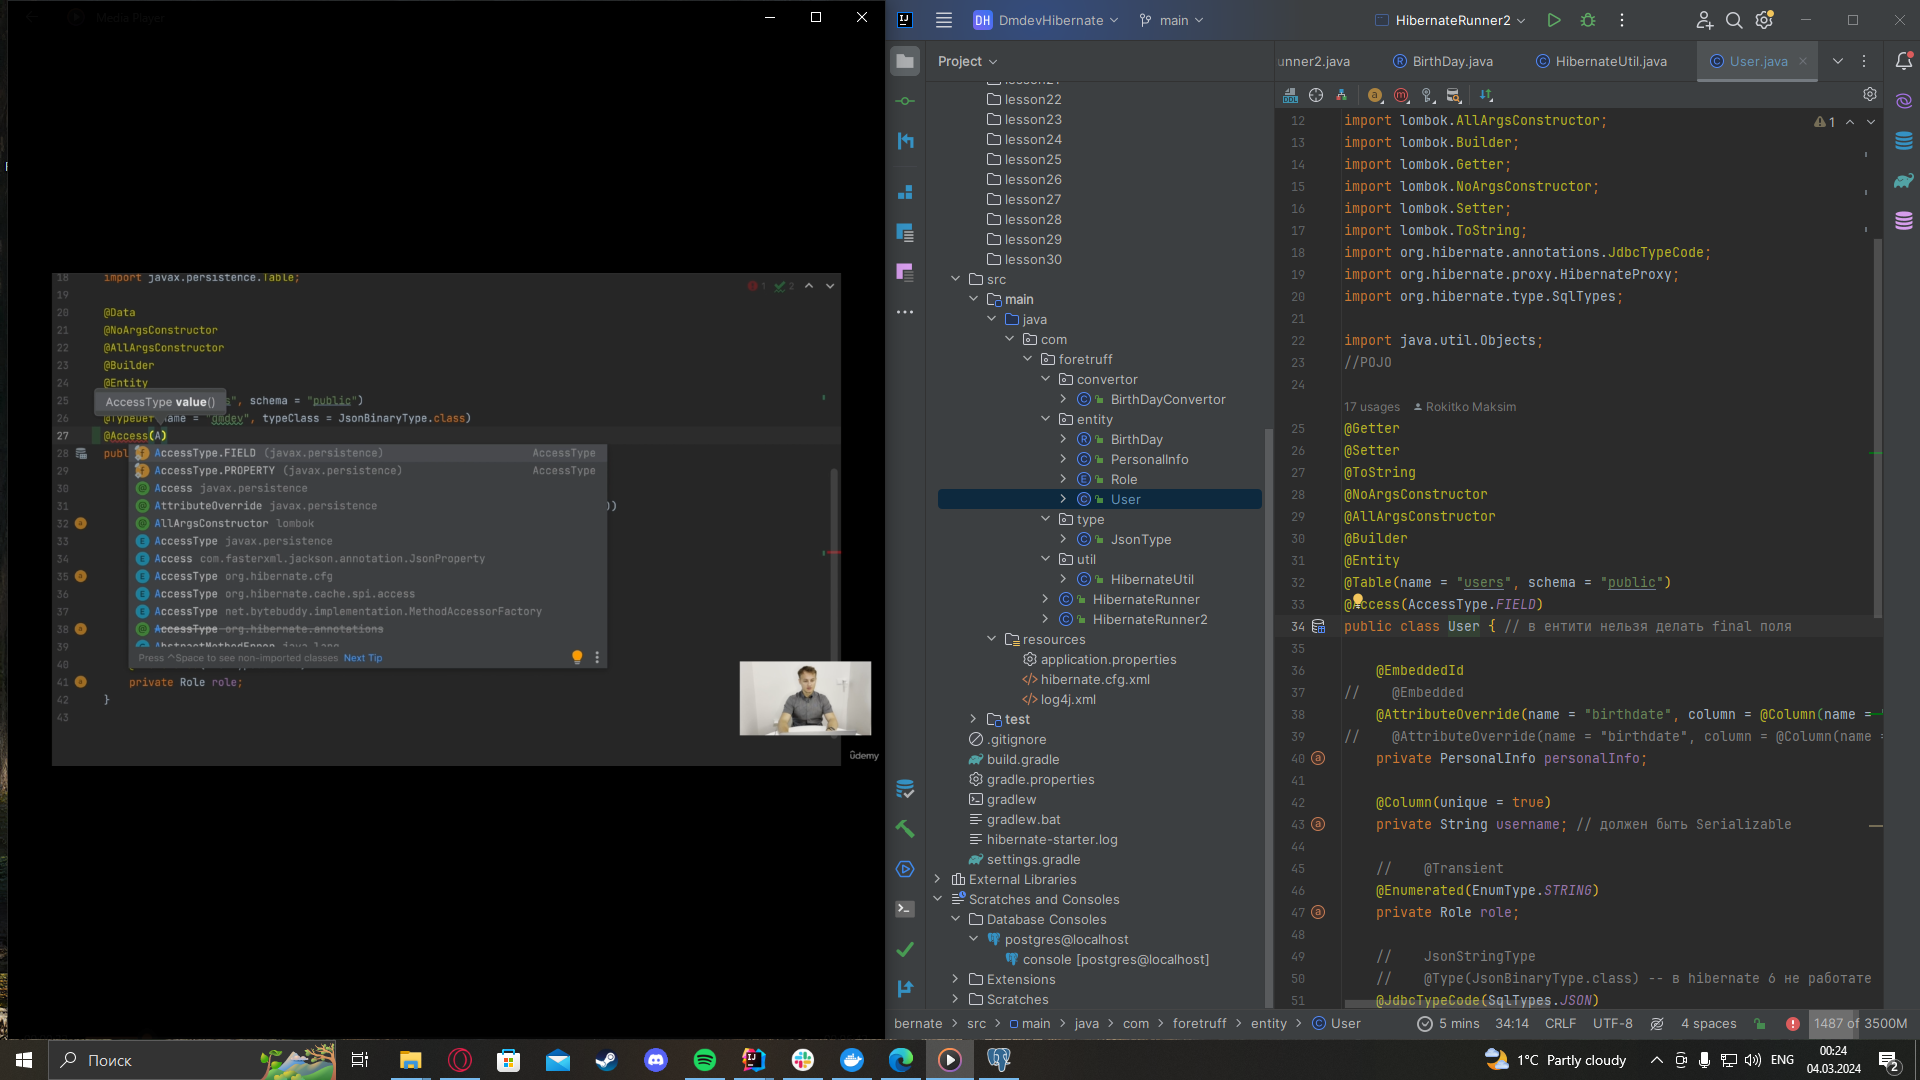 Media Player
18 import javax.persistence.Table;
19
20 @Data
21 @NoArgsConstructor
22 @AllArgsConstructor
23 @Builder
24 @Entity
25 ", schema = "public")
AccessType value()
26 @TypeDef name = "dmdev", typeClass = JsonBinaryType.class)
27 @Access(A)
28 publ
AccessType.FIELD (javax.persistence) AccessType
29
AccessType.PROPERTY (javax.persistence) AccessType
30
Access javax.persistence
31
AttributeOverride javax.persistence
))
32
AllArgsConstructor lombok
33
AccessType javax.persistence
34
Access com.fasterxml.jackson.annotation.JsonProperty
35
AccessType org.hibernate.cfg
36
AccessType org.hibernate.cache.spi.access
37
AccessType net.bytebuddy.implementation.MethodAccessorFactory
38
AccessType org.hibernate.annotations
39
AbstractMethodError java.lang
40
Press ^Space to see non-imported classes Next Tip
41 private Role role;
42 }
43
1 2
ûdemy
DH DmdevHibernate main HibernateRunner2
Project
lesson21
lesson22
lesson23
lesson24
lesson25
lesson26
lesson27
lesson28
lesson29
lesson30
src
main
java
com
foretruff
convertor
BirthDayConvertor
entity
BirthDay
PersonalInfo
Role
User
type
JsonType
util
HibernateUtil
HibernateRunner
HibernateRunner2
resources
application.properties
hibernate.cfg.xml
log4j.xml
test
.gitignore
build.gradle
gradle.properties
gradlew
gradlew.bat
hibernate-starter.log
settings.gradle
External Libraries
Scratches and Consoles
Database Consoles
postgres@localhost
console [postgres@localhost]
Extensions
Scratches
unner2.java BirthDay.java HibernateUtil.java User.java
1
12 import lombok.AllArgsConstructor;
13 import lombok.Builder;
14 import lombok.Getter;
15 import lombok.NoArgsConstructor;
16 import lombok.Setter;
17 import lombok.ToString;
18 import org.hibernate.annotations.JdbcTypeCode;
19 import org.hibernate.proxy.HibernateProxy;
20 import org.hibernate.type.SqlTypes;
21
22 import java.util.Objects;
23 //POJO
24
17 usages Rokitko Maksim
25 @Getter
26 @Setter
27 @ToString
28 @NoArgsConstructor
29 @AllArgsConstructor
30 @Builder
31 @Entity
32 @Table(name = "users", schema = "public")
33 @Access(AccessType.FIELD)
34 public class User { // в ентити нельзя делать final поля
35
36 @EmbeddedId
37 // @Embedded
38 @AttributeOverride(name = "birthdate", column = @Column(name = "
39 // @AttributeOverride(name = "birthdate", column = @Column(name =
40 private PersonalInfo personalInfo;
41
42 @Column(unique = true)
43 private String username; // должен быть Serializable
44
45 // @Transient
46 @Enumerated(EnumType.STRING)
47 private Role role;
48
49 // JsonStringType
50 // @Type(JsonBinaryType.class) -- в hibernate 6 не работате
51 @JdbcTypeCode(SqlTypes.JSON)
bernate > src > main > java > com > foretruff > entity > User
5 mins 34:14 CRLF UTF-8 4 spaces 1487 of 3500M
Поиск
1°C Partly cloudy ENG 00:24
04.03.2024
2